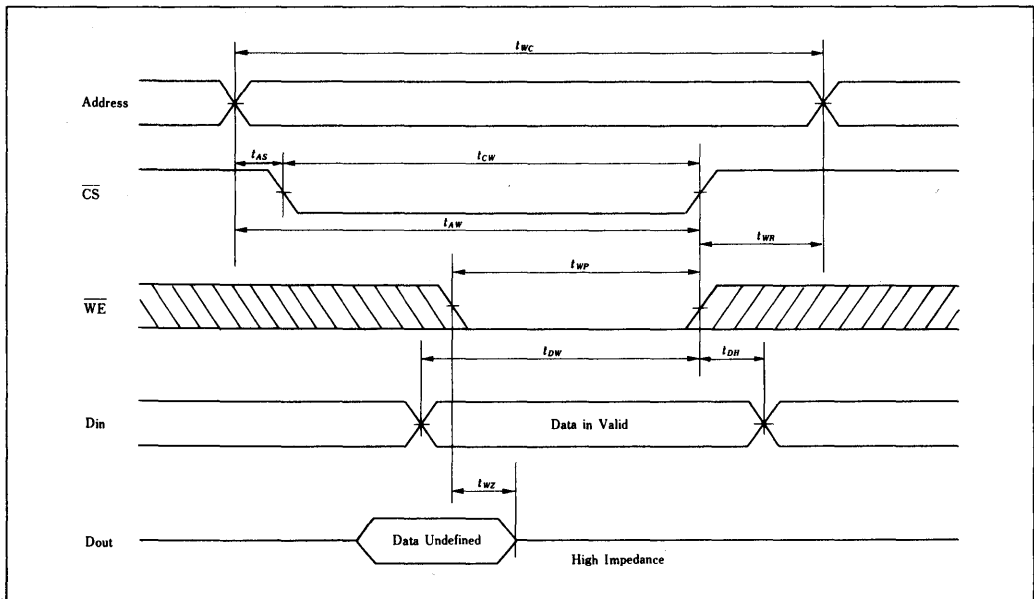 tWC
Address
tAS
tCW
CS
tAW
tWR
tWP
WE
tDW
tDH
Din
Data in Valid
tWZ
Dout
Data Undefined
High Impedance